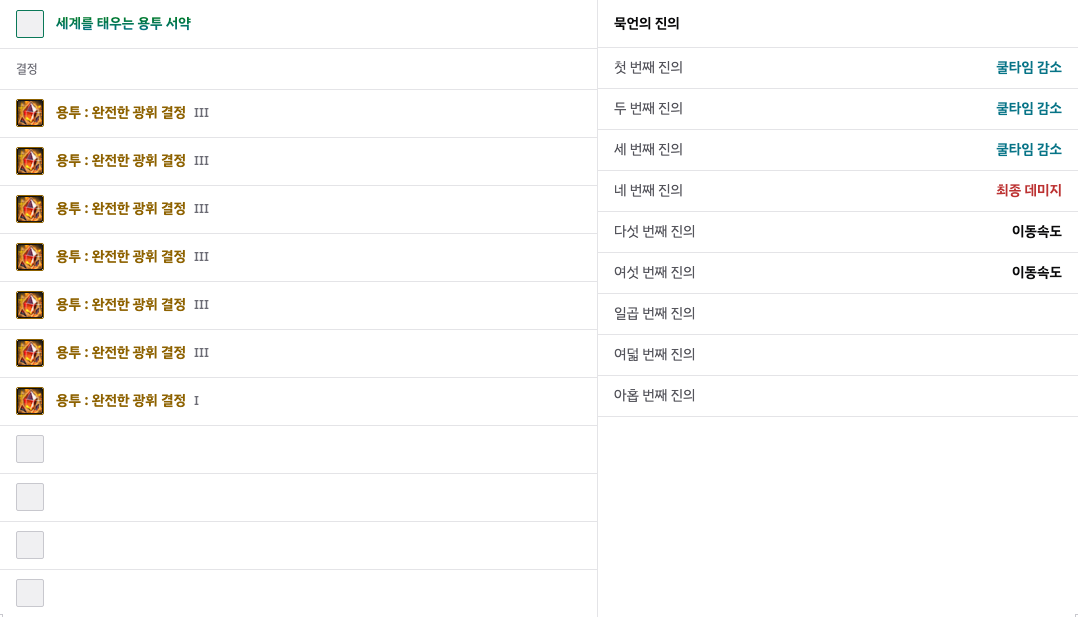 세계를 태우는 용투 서약
결정
용투 : 완전한 광휘 결정 III
용투 : 완전한 광휘 결정 III
용투 : 완전한 광휘 결정 III
용투 : 완전한 광휘 결정 III
용투 : 완전한 광휘 결정 III
용투 : 완전한 광휘 결정 III
용투 : 완전한 광휘 결정 I
묵언의 진의
첫 번째 진의 쿨타임 감소
두 번째 진의 쿨타임 감소
세 번째 진의 쿨타임 감소
네 번째 진의 최종 데미지
다섯 번째 진의 이동속도
여섯 번째 진의 이동속도
일곱 번째 진의
여덟 번째 진의
아홉 번째 진의